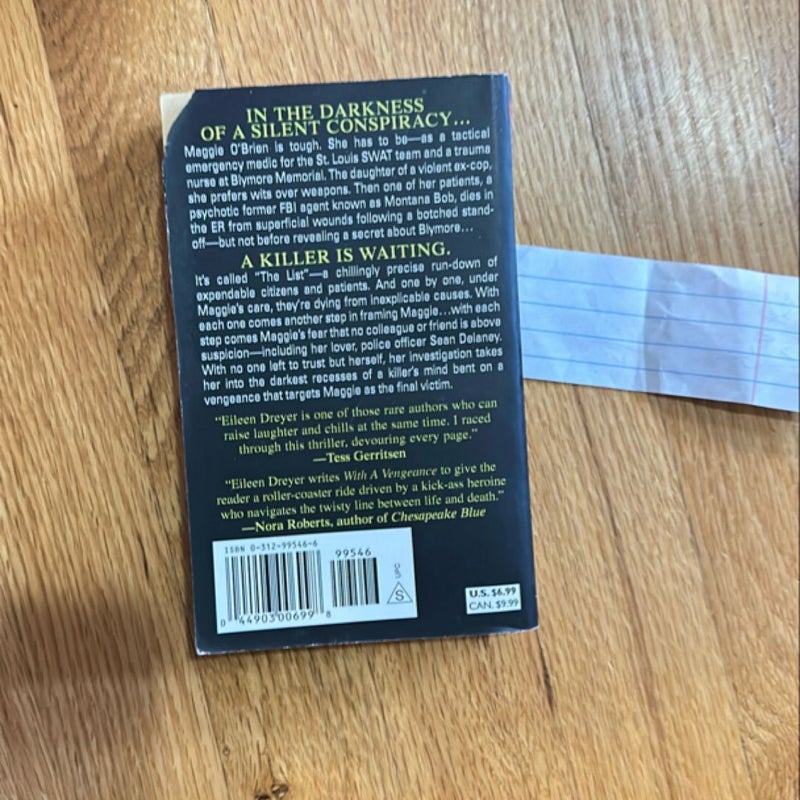 IN THE DARKNESS
OF A SILENT CONSPIRACY...
Maggie O'Brien is tough. She has to be—as a tactical
emergency medic for the St. Louis SWAT team and a trauma
nurse at Blymore Memorial. The daughter of a violent ex-cop,
she prefers wits over weapons. Then one of her patients, a
psychotic former FBI agent known as Montana Bob, dies in
the ER from superficial wounds following a botched stand-
off—but not before revealing a secret about Blymore...
A KILLER IS WAITING.
It's called "The List"—a chillingly precise run-down of
expendable citizens and patients. And one by one, under
Maggie's care, they're dying from inexplicable causes. With
each one comes another step in framing Maggie...with each
step comes Maggie's fear that no colleague or friend is above
suspicion—including her lover, police officer Sean Delaney.
With no one left to trust but herself, her investigation takes
her into the darkest recesses of a killer's mind bent on a
vengeance that targets Maggie as the final victim.
"Eileen Dreyer is one of those rare authors who can
raise laughter and chills at the same time. I raced
through this thriller, devouring every page."
—Tess Gerritsen
"Eileen Dreyer writes With A Vengeance to give the
reader a roller-coaster ride driven by a kick-ass heroine
who navigates the twisty line between life and death."
—Nora Roberts, author of Chesapeake Blue
ISBN 0-312-99546-6
99546
0 44903 00699 8
UPC
S
U.S. $6.99
CAN. $9.99